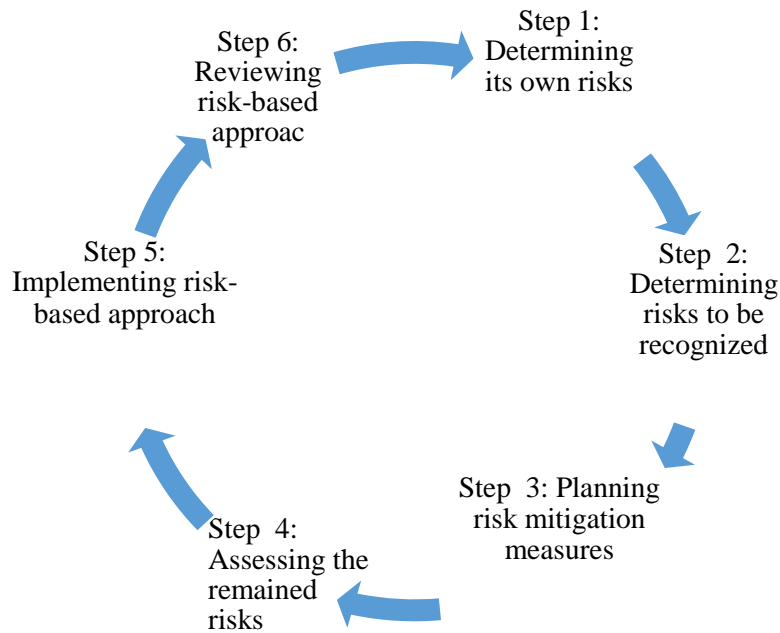 Step 1:
Determining
its own risks
Step 2:
Determining
risks to be
recognized
Step 3: Planning
risk mitigation
measures
Step 4:
Assessing the
remained
risks
Step 5:
Implementing risk-
based approach
Step 6:
Reviewing
risk-based
approac